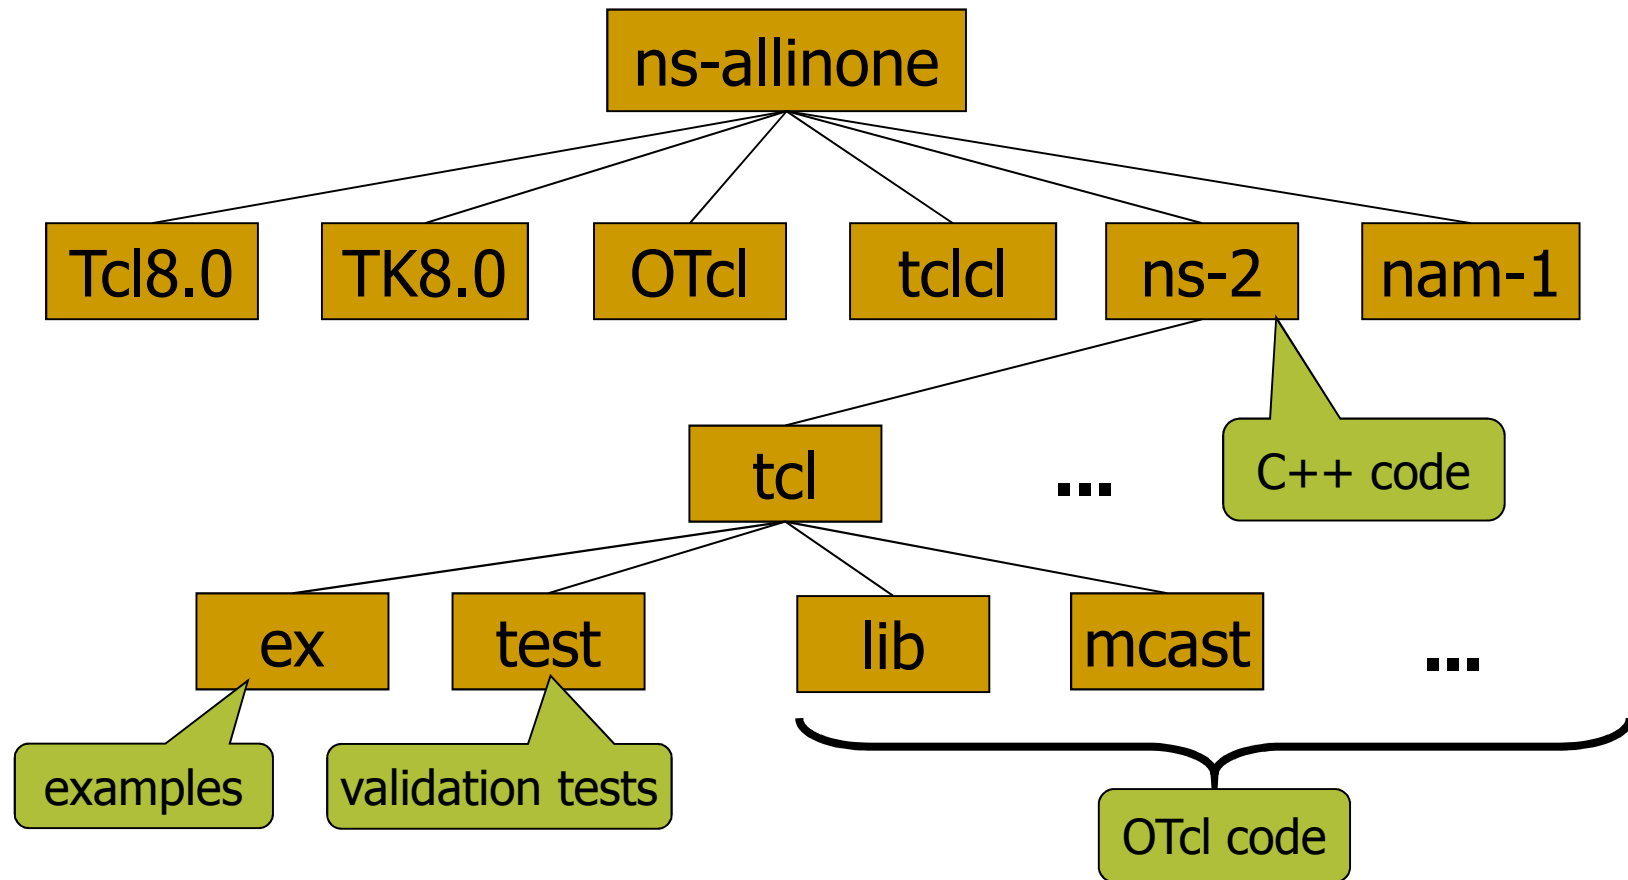 ns-allinone
Tcl8.0
TK8.0
OTcl
tclcl
ns-2
nam-1
tcl
...
C++ code
ex
test
lib
mcast
...
examples
validation tests
OTcl code